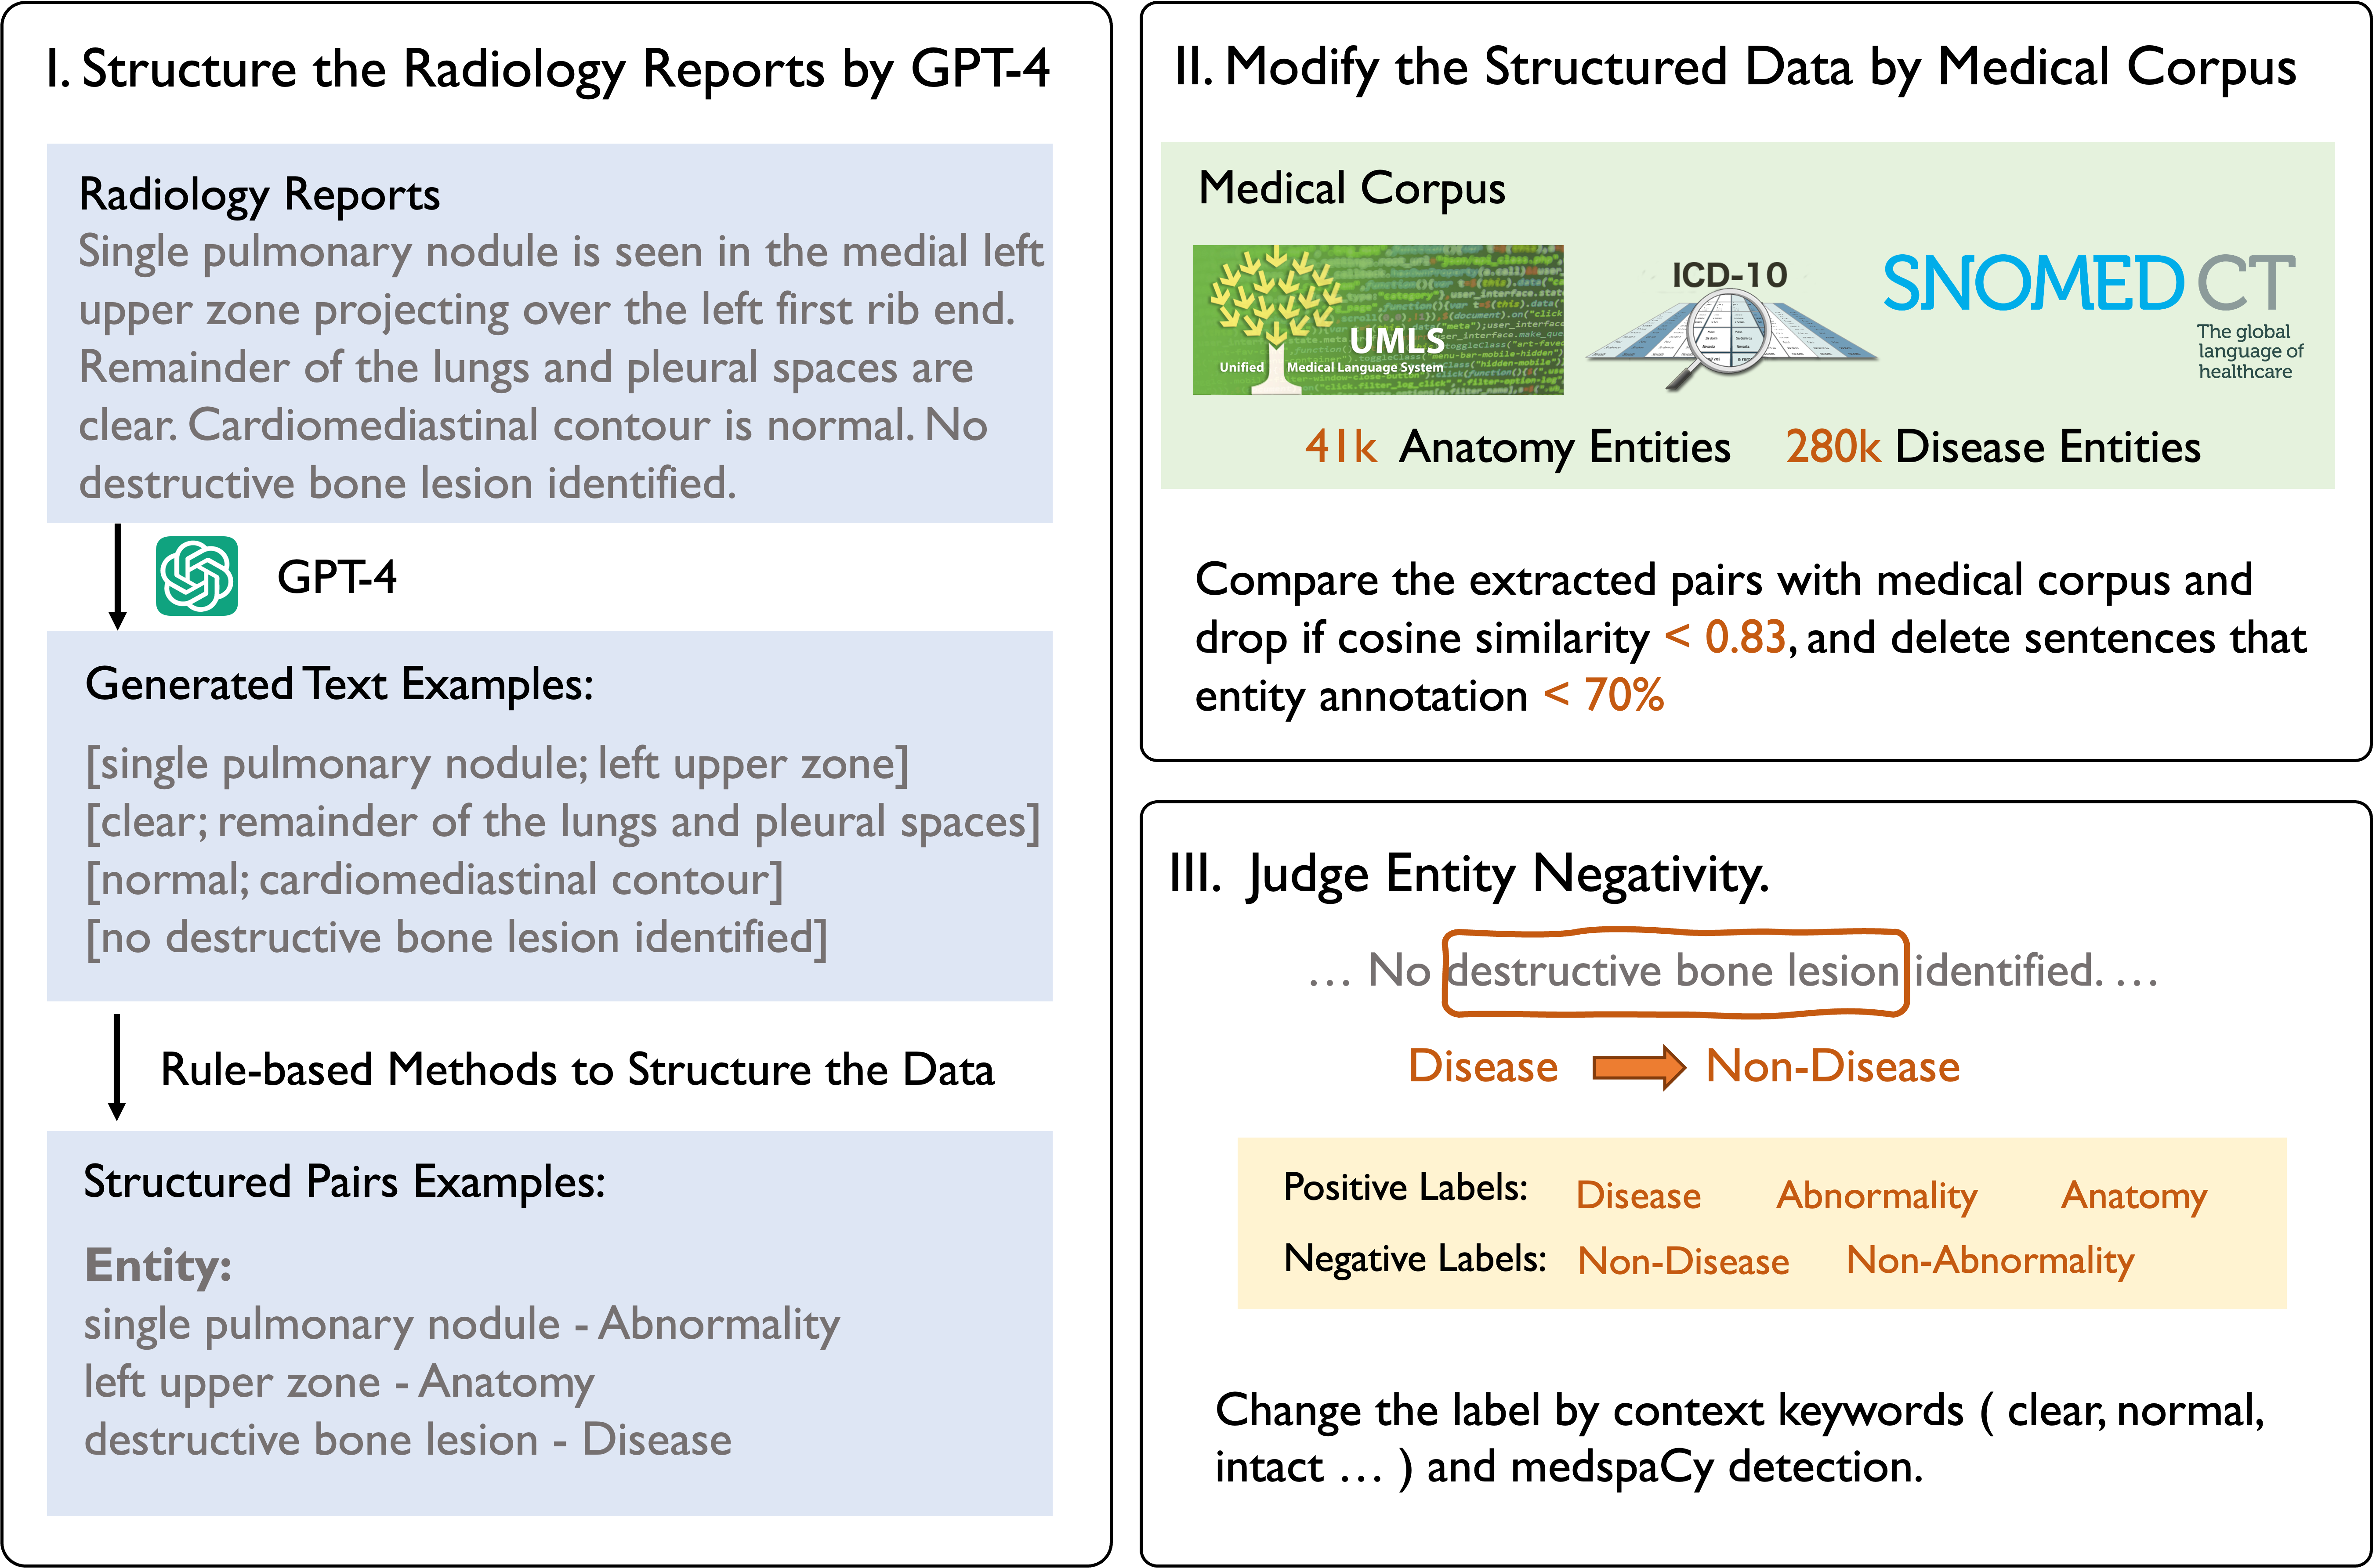 I. Structure the Radiology Reports by GPT-4
Radiology Reports
Single pulmonary nodule is seen in the medial left
upper zone projecting over the left first rib end.
Remainder of the lungs and pleural spaces are
clear. Cardiomediastinal contour is normal. No
destructive bone lesion identified.
GPT-4
Generated Text Examples:
[single pulmonary nodule; left upper zone]
[clear; remainder of the lungs and pleural spaces]
[normal; cardiomediastinal contour]
[no destructive bone lesion identified]
Rule-based Methods to Structure the Data
Structured Pairs Examples:
Entity:
single pulmonary nodule - Abnormality
left upper zone - Anatomy
destructive bone lesion - Disease
II. Modify the Structured Data by Medical Corpus
Medical Corpus
UMLS
Unified Medical Language System
ICD-10
SNOMED CT
The global
language of
healthcare
41k Anatomy Entities 280k Disease Entities
Compare the extracted pairs with medical corpus and
drop if cosine similarity < 0.83, and delete sentences that
entity annotation < 70%
III. Judge Entity Negativity.
... No destructive bone lesion identified. ...
Disease Non-Disease
Positive Labels: Disease Abnormality Anatomy
Negative Labels: Non-Disease Non-Abnormality
Change the label by context keywords ( clear, normal,
intact ... ) and medspaCy detection.